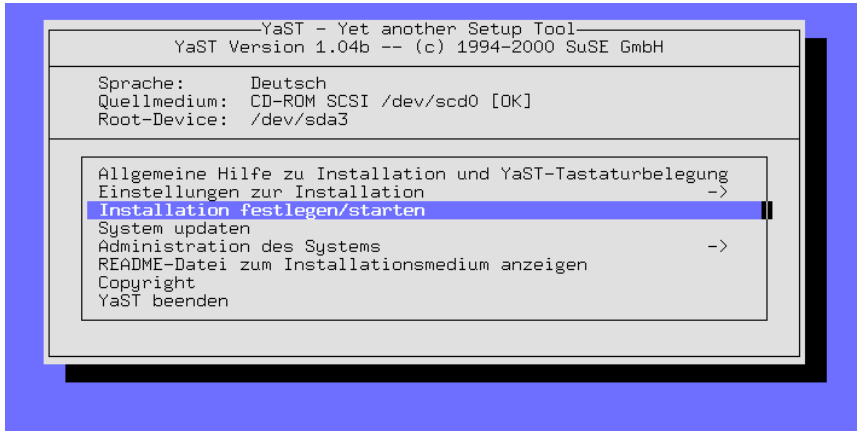 YaST - Yet another Setup Tool
YaST Version 1.04b -- (c) 1994-2000 SuSE GmbH
Sprache: Deutsch
Quellmedium: CD-ROM SCSI /dev/scd0 [OK]
Root-Device: /dev/sda3
Allgemeine Hilfe zu Installation und YaST-Tastaturbelegung
Einstellungen zur Installation ->
Installation festlegen/starten
System updaten
Administration des Systems ->
README-Datei zum Installationsmedium anzeigen
Copyright
YaST beenden